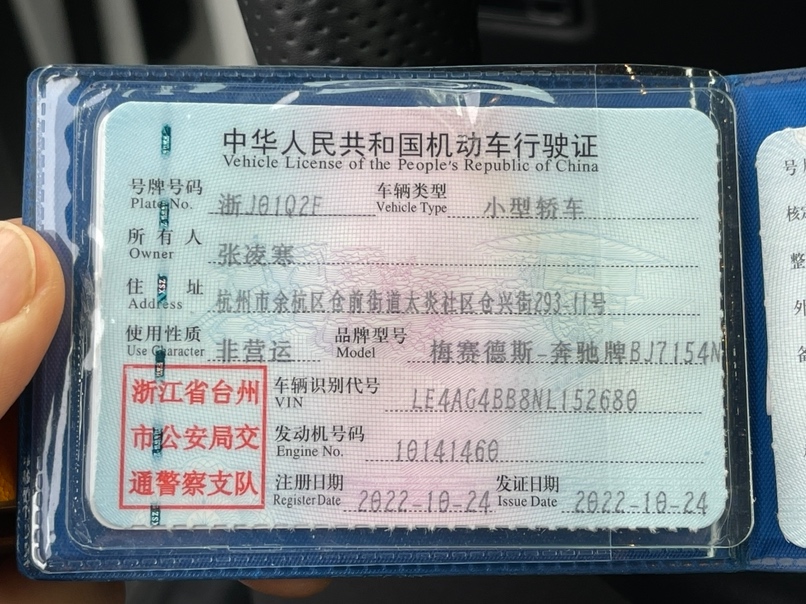 中华人民共和国机动车行驶证
Vehicle License of the People's Republic of China
号牌号码 浙J01Q2F 车辆类型 小型轿车
Plate No. Vehicle Type
所有人 张凌寒
Owner
住址 杭州市余杭区仓前街道太炎社区仓兴街293-11号
Address
使用性质 非营运 品牌型号 梅赛德斯-奔驰牌BJ7154N
Use Character Model
浙江省台州
市公安局交
通警察支队
车辆识别代号 LE4AG4BB8NL152680
VIN
发动机号码 10141460
Engine No.
注册日期 2022-10-24 发证日期 2022-10-24
Register Date Issue Date
号
核定
整
外
备